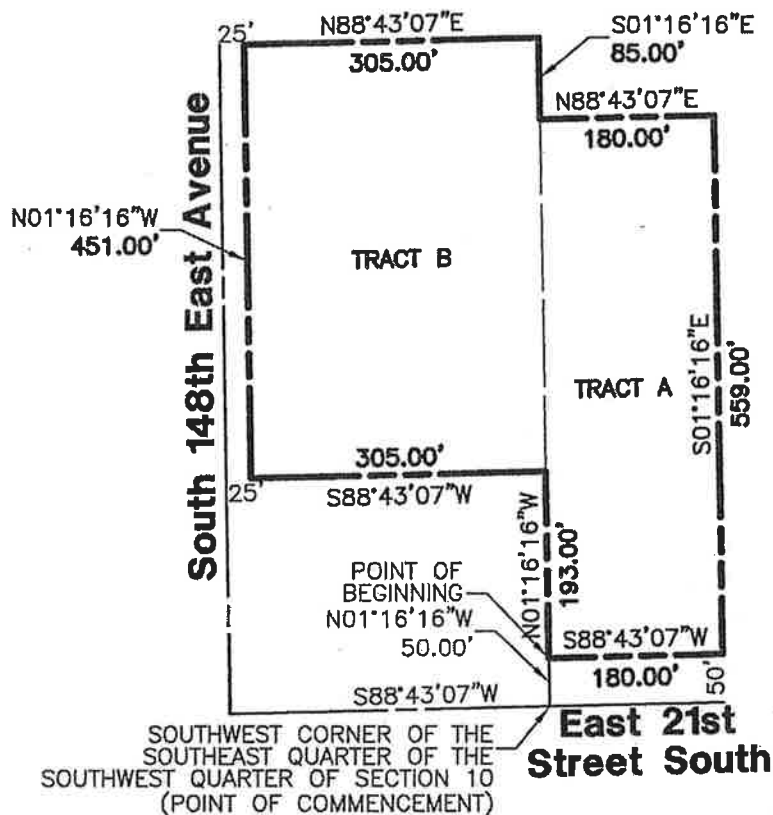 25'
N88°43'07"E
305.00'
S01°16'16"E
85.00'
N88°43'07"E
180.00'
N01°16'16"W
451.00'
South 148th East Avenue
TRACT B
TRACT A
S01°16'16"E
559.00'
305.00'
25'
S88°43'07"W
N01°16'16"W
193.00'
POINT OF
BEGINNING
N01°16'16"W
50.00'
S88°43'07"W
180.00'
50'
S88°43'07"W
SOUTHWEST CORNER OF THE
SOUTHEAST QUARTER OF THE
SOUTHWEST QUARTER OF SECTION 10
(POINT OF COMMENCEMENT)
East 21st
Street South